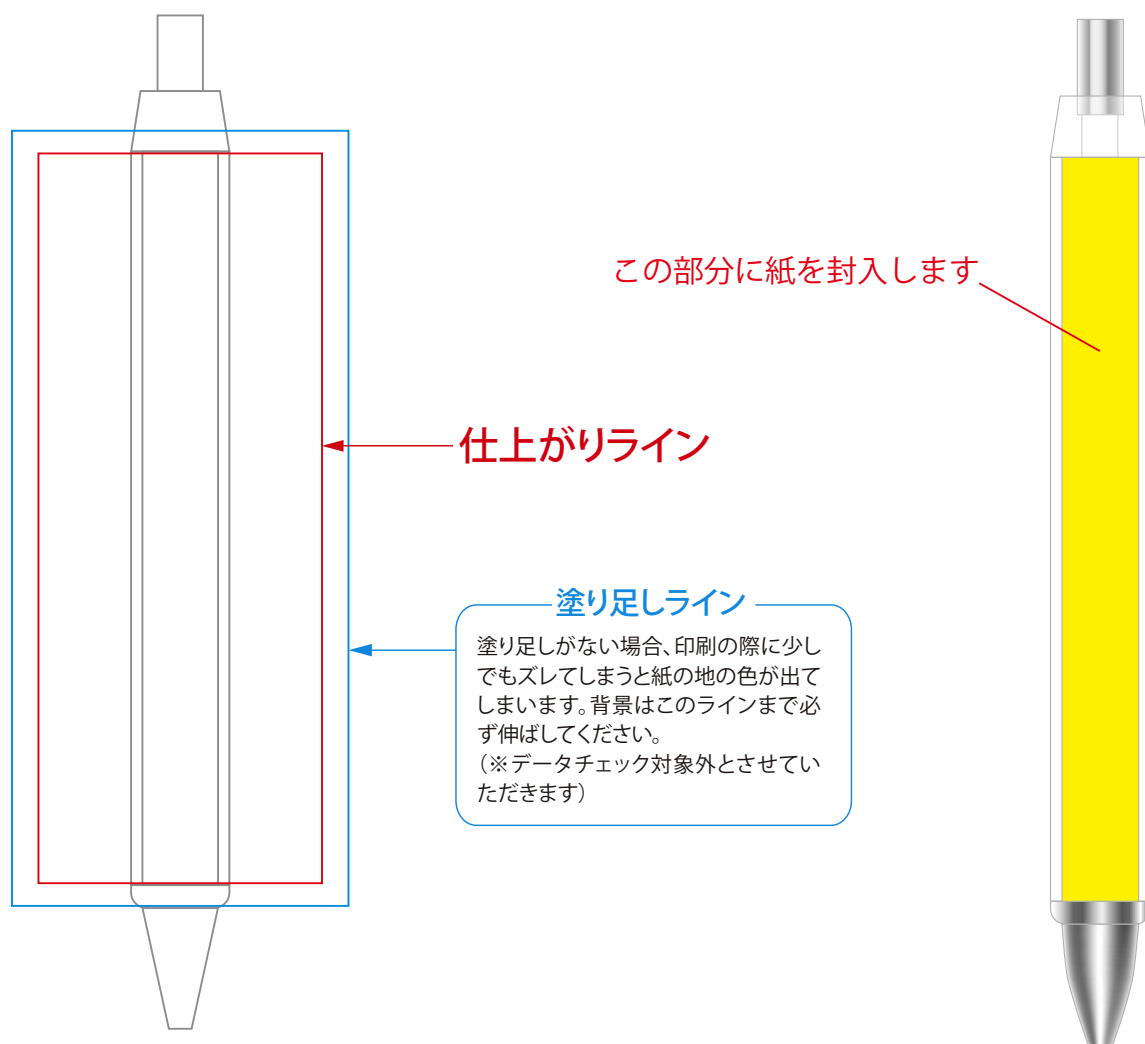 この部分に紙を封入します
仕上がりライン
塗り足しライン
塗り足しがない場合、印刷の際に少し
でもズレてしまうと紙の地の色が出て
しまいます。背景はこのラインまで必
ず伸ばしてください。
(※データチェック対象外とさせてい
ただきます)